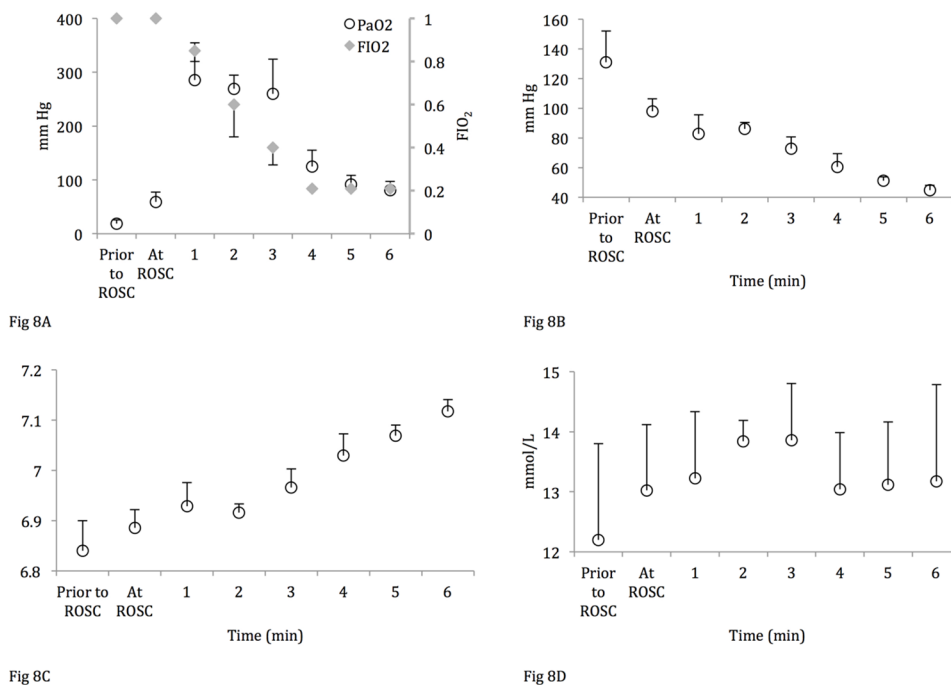 400
300
200
100
0
mm Hg
PaO2
FIO2
1
0.8
0.6
0.4
0.2
0
FIO2
Prior to ROSC
At ROSC
1 2 3 4 5 6
Fig 8A
160
140
120
100
80
60
40
mm Hg
Prior to ROSC
At ROSC
1 2 3 4 5 6
Time (min)
Fig 8B
7.2
7.1
7
6.9
6.8
Prior to ROSC
At ROSC
1 2 3 4 5 6
Time (min)
Fig 8C
15
14
13
12
mmol/L
Prior to ROSC
At ROSC
1 2 3 4 5 6
Time (min)
Fig 8D